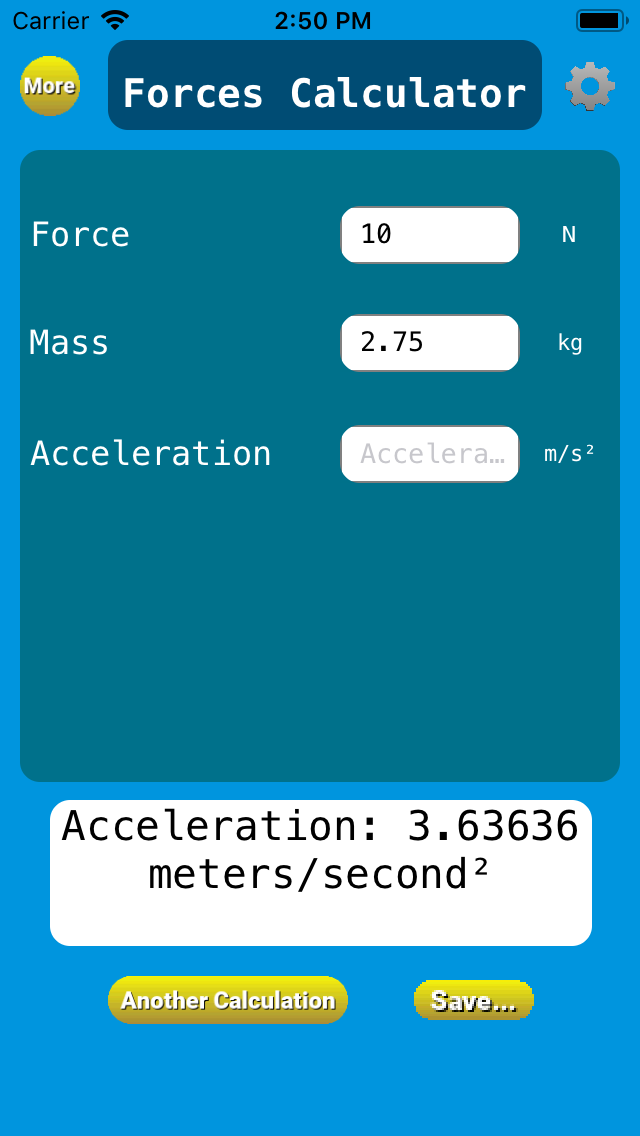 Carrier 2:50 PM
More Forces Calculator
Force 10 N
Mass 2.75 kg
Acceleration Accelera… m/s²
Acceleration: 3.63636
meters/second²
Another Calculation Save...